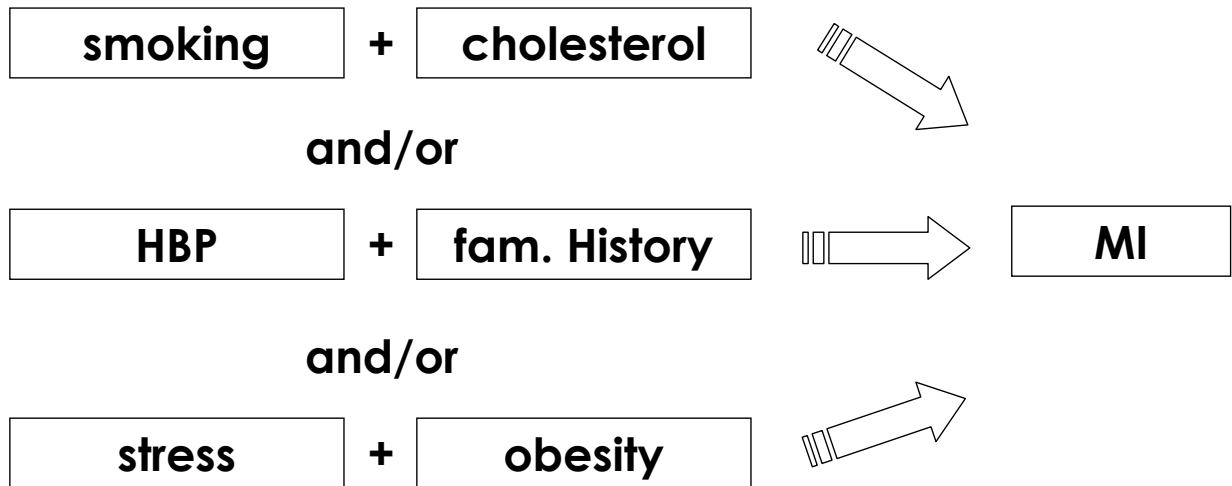 smoking + cholesterol
and/or
HBP + fam. History MI
and/or
stress + obesity